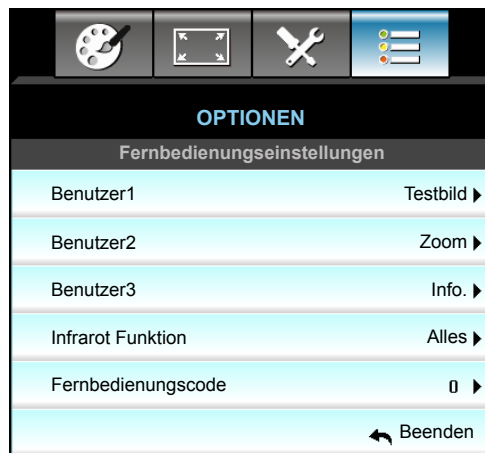 OPTIONEN
Fernbedienungseinstellungen
Benutzer1 Testbild
Benutzer2 Zoom
Benutzer3 Info.
Infrarot Funktion Alles
Fernbedienungscode 0
Beenden